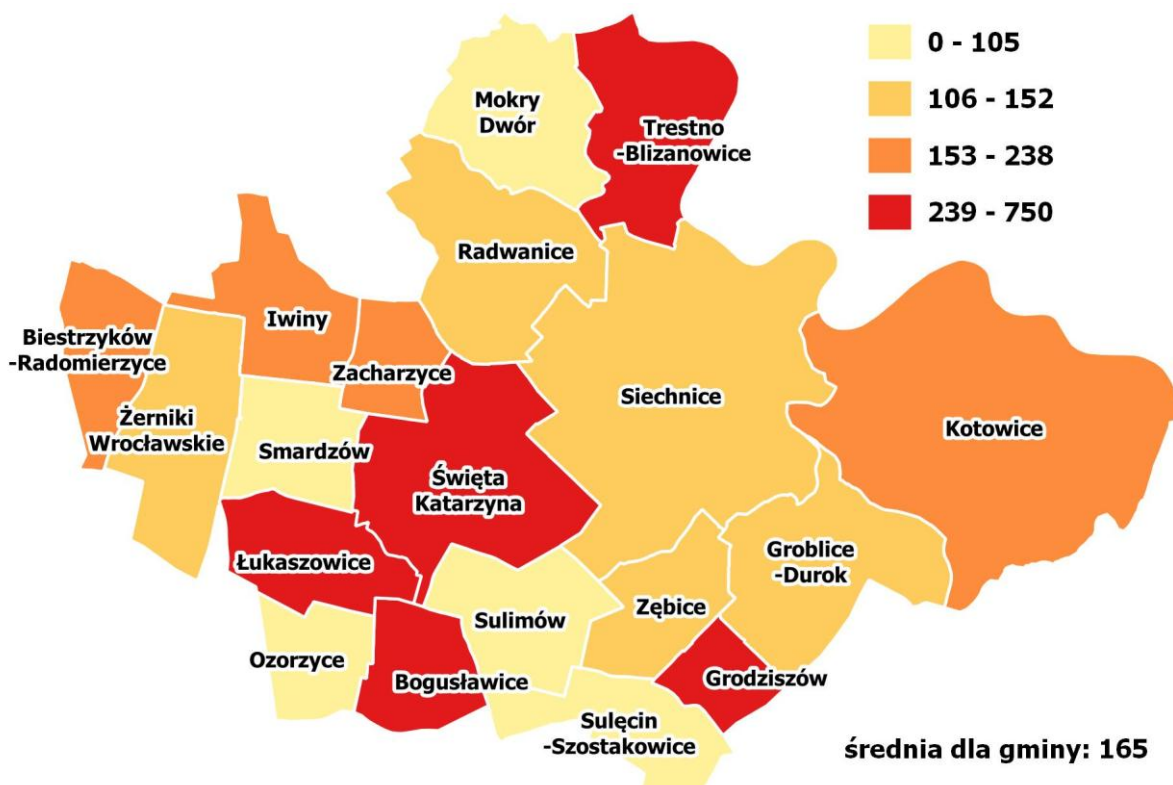 0 - 105
106 - 152
153 - 238
239 - 750
Mokry
Dwór
Trestno
-Blizanowice
Radwanice
Iwiny
Biestrzyków
-Radomierzyce
Zacharzyce
Siechnice
Żerniki
Wrocławskie
Kotowice
Smardzów
Święta
Katarzyna
Łukaszowice
Groblice
-Durok
Zębice
Sulimów
Ozorzyce
Bogusławice
Grodziszów
Sulęcin
-Szostakowice
średnia dla gminy: 165